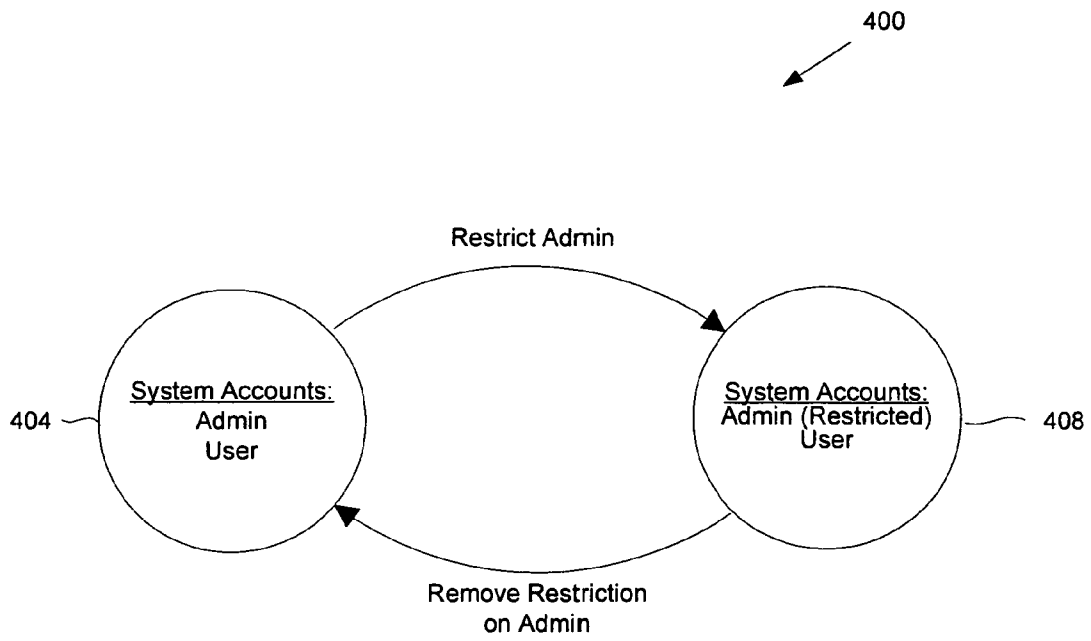 400
Restrict Admin
System Accounts:
Admin
User
404
System Accounts:
Admin (Restricted)
User
408
Remove Restriction
on Admin